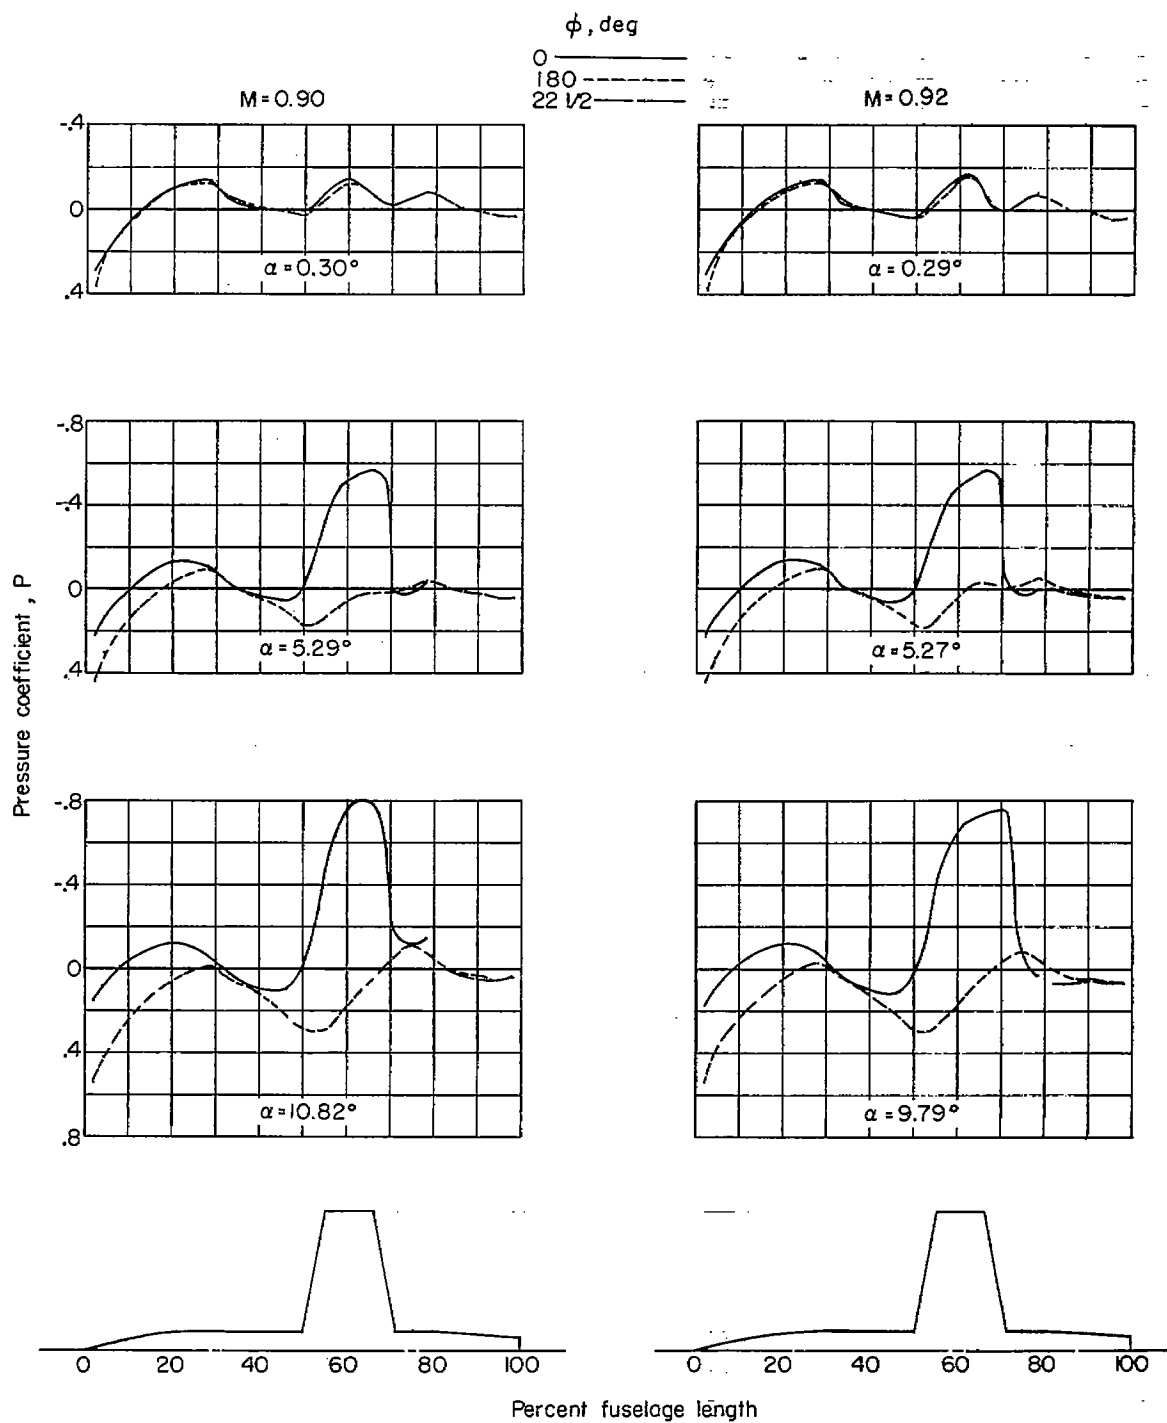 φ, deg
0
180
22 1/2
M = 0.90
M = 0.92
-.4
0
.4
α = 0.30°
α = 0.29°
-.8
-.4
0
.4
α = 5.29°
α = 5.27°
Pressure coefficient, P
-.8
-.4
0
.4
.8
α = 10.82°
α = 9.79°
0 20 40 60 80 100
0 20 40 60 80 100
Percent fuselage length